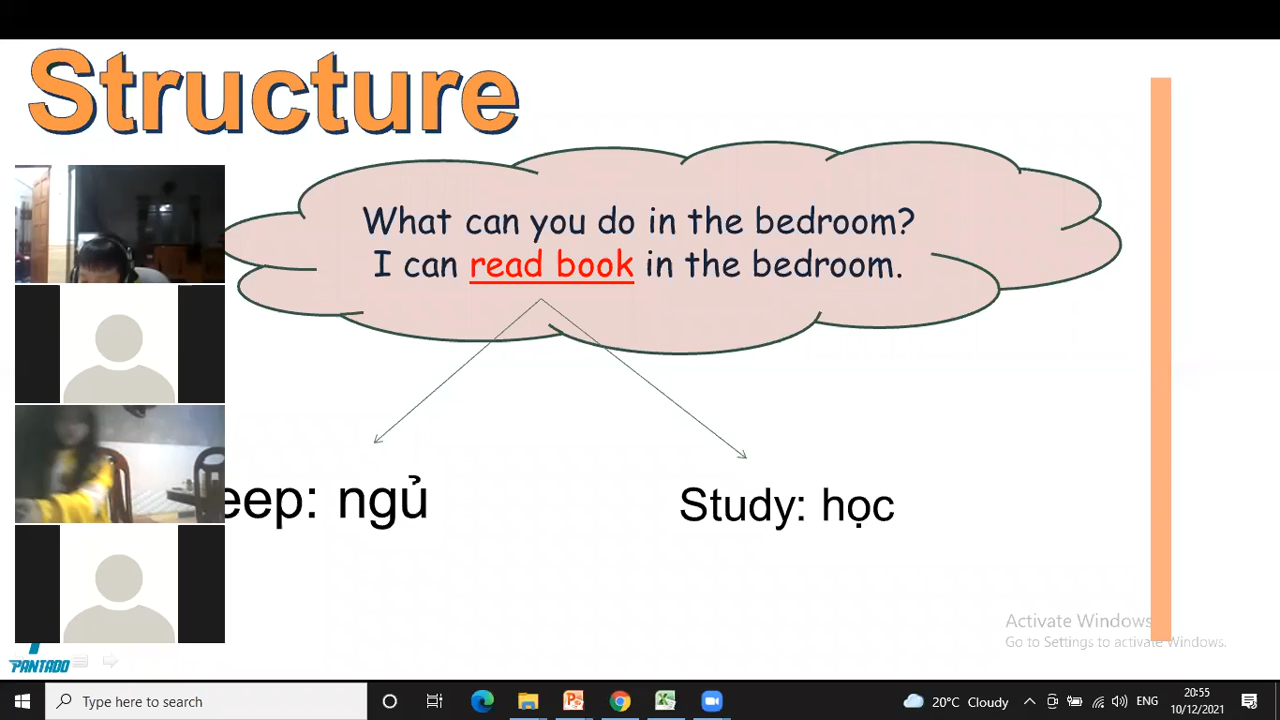 Structure
What can you do in the bedroom?
I can read book in the bedroom.
eep: ngủ
Study: học
Activate Windows
Go to Settings to activate Windows.
PANTADO
Type here to search
20°C Cloudy
ENG
20:55
10/12/2021